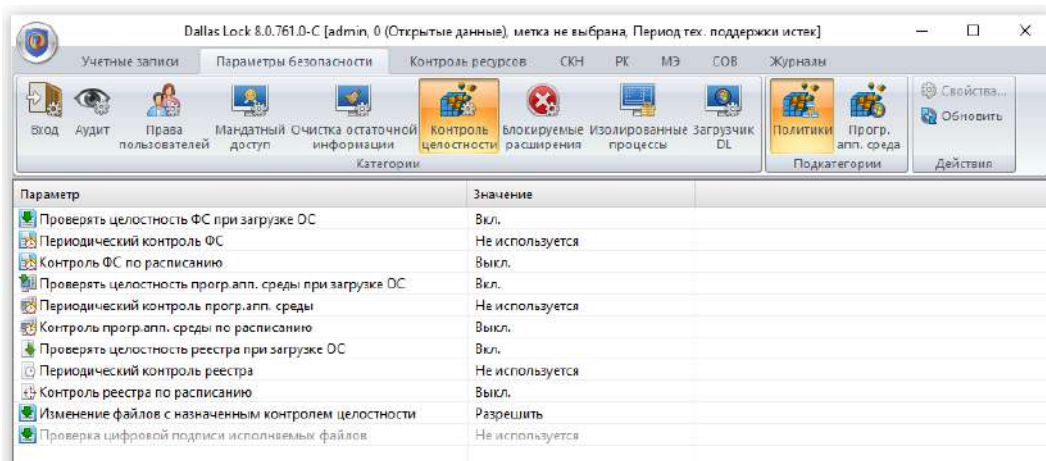 Dallas Lock 8.0.761.0-C [admin, 0 (Открытые данные), метка не выбрана, Период тех. поддержки истек]
Учетные записи Параметры безопасности Контроль ресурсов СКН РК МЭ СОВ Журналы
Вход Аудит Права пользователей Мандатный доступ Очистка остаточной информации Контроль целостности Блокируемые расширения Изолированные процессы Загрузчик DL Политики Прогр. апп. среда Свойства... Обновить
Категории Подкатегории Действия
Параметр Значение
Проверять целостность ФС при загрузке ОС Вкл.
Периодический контроль ФС Не используется
Контроль ФС по расписанию Выкл.
Проверять целостность прогр.апп. среды при загрузке ОС Вкл.
Периодический контроль прогр.апп. среды Не используется
Контроль прогр.апп. среды по расписанию Выкл.
Проверять целостность реестра при загрузке ОС Вкл.
Периодический контроль реестра Не используется
Контроль реестра по расписанию Выкл.
Изменение файлов с назначенным контролем целостности Разрешить
Проверка цифровой подписи исполняемых файлов Не используется